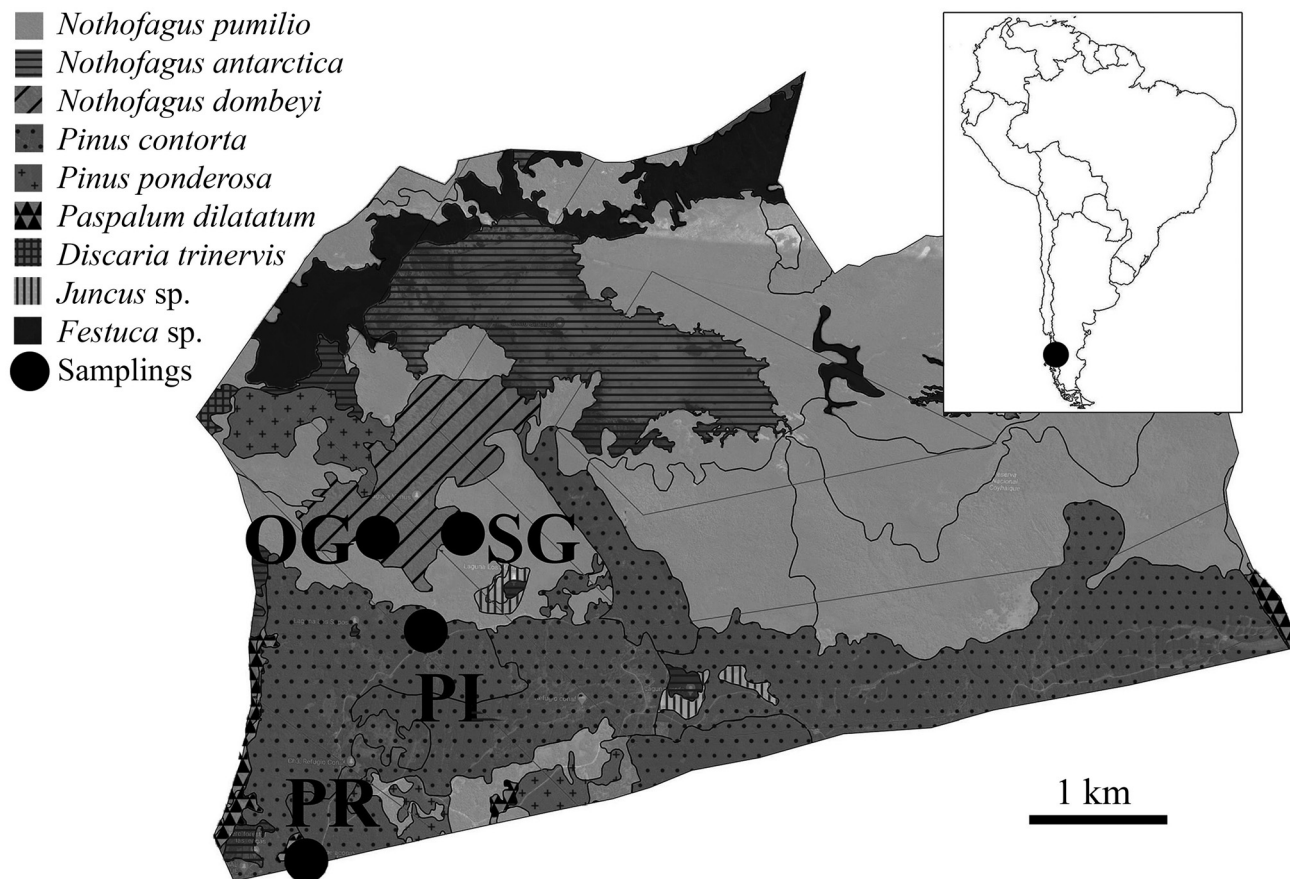 Nothofagus pumilio
Nothofagus antarctica
Nothofagus dombeyi
Pinus contorta
Pinus ponderosa
Paspalum dilatatum
Discaria trinervis
Juncus sp.
Festuca sp.
Samplings
OG
SG
PI
PR
1 km